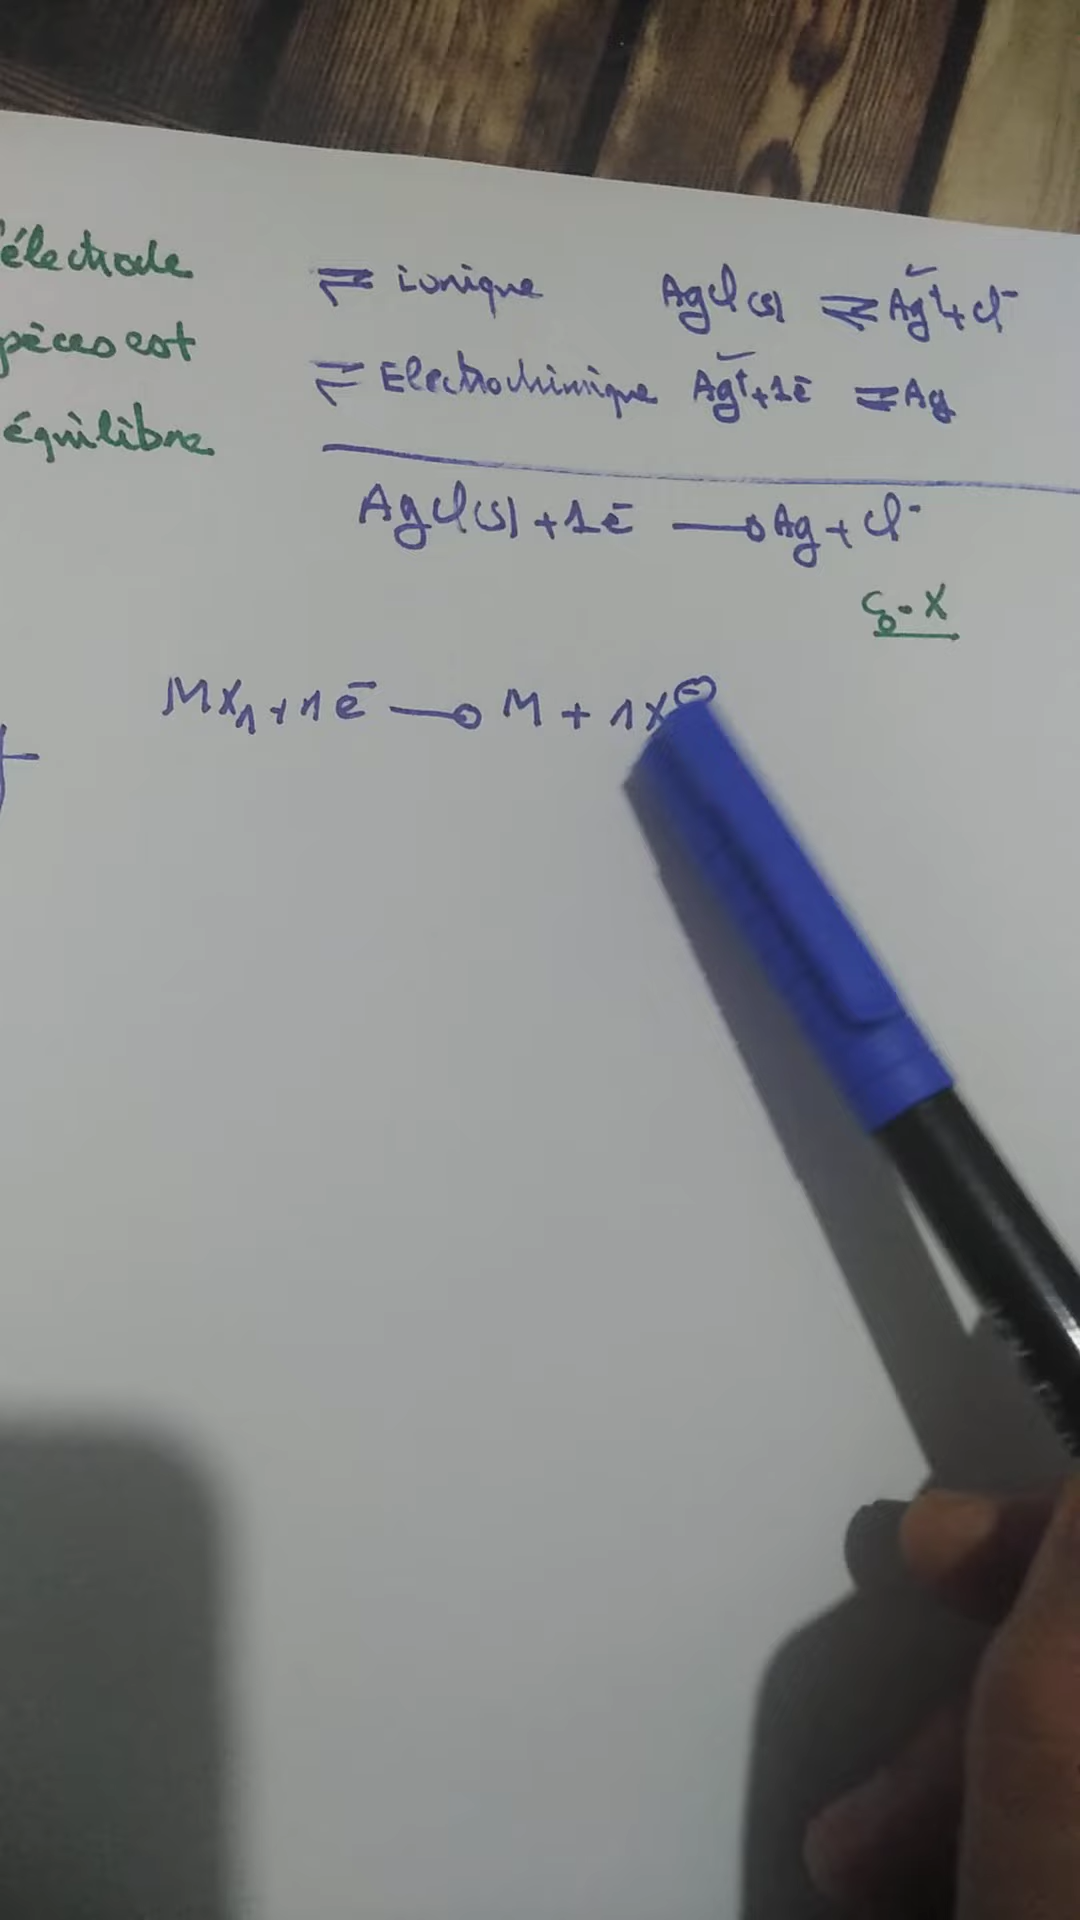 électrode
⇌ ionique AgCl(s) ⇌ Ag⁺ + Cl⁻
pèces est
⇌ Electrochimique Ag⁺ + 1ē ⇌ Ag
équilibre
AgCl(s) + 1ē → Ag + Cl⁻
MX₁ + 1ē → M + 1X⊖